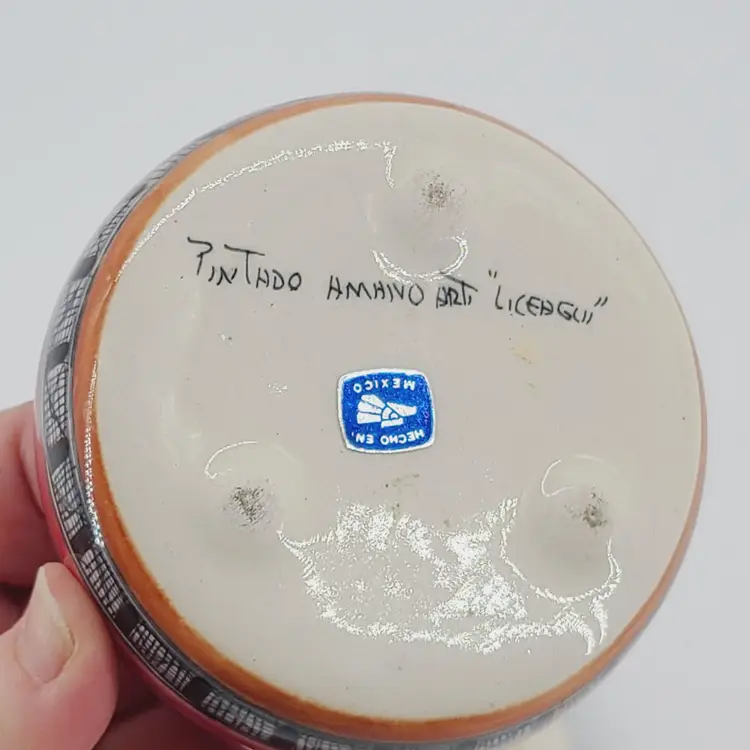 PINTADO AMANO ARTI "LICEAGUI"
HECHO EN
MEXICO